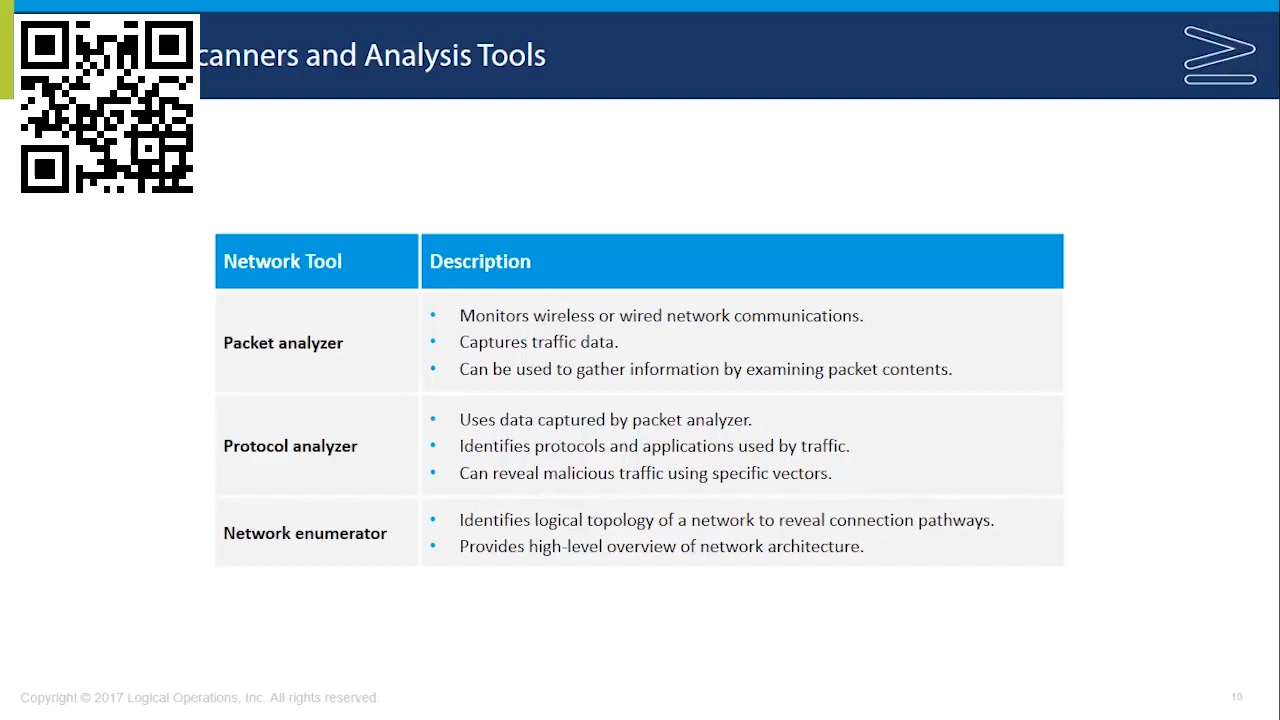 canners and Analysis Tools
Network Tool
Description
Packet analyzer
• Monitors wireless or wired network communications.
• Captures traffic data.
• Can be used to gather information by examining packet contents.
Protocol analyzer
• Uses data captured by packet analyzer.
• Identifies protocols and applications used by traffic.
• Can reveal malicious traffic using specific vectors.
Network enumerator
• Identifies logical topology of a network to reveal connection pathways.
• Provides high-level overview of network architecture.
Copyright © 2017 Logical Operations, Inc. All rights reserved.
10